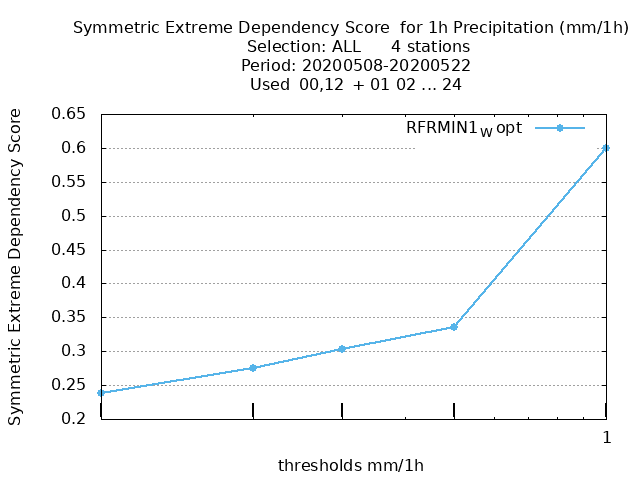 Symmetric Extreme Dependency Score  for 1h Precipitation (mm/1h)
Selection: ALL      4 stations
Period: 20200508-20200522
Used  00,12  + 01 02 ... 24
Symmetric Extreme Dependency Score
RFRMIN1W opt
0.65
0.6
0.55
0.5
0.45
0.4
0.35
0.3
0.25
0.2
1
thresholds mm/1h